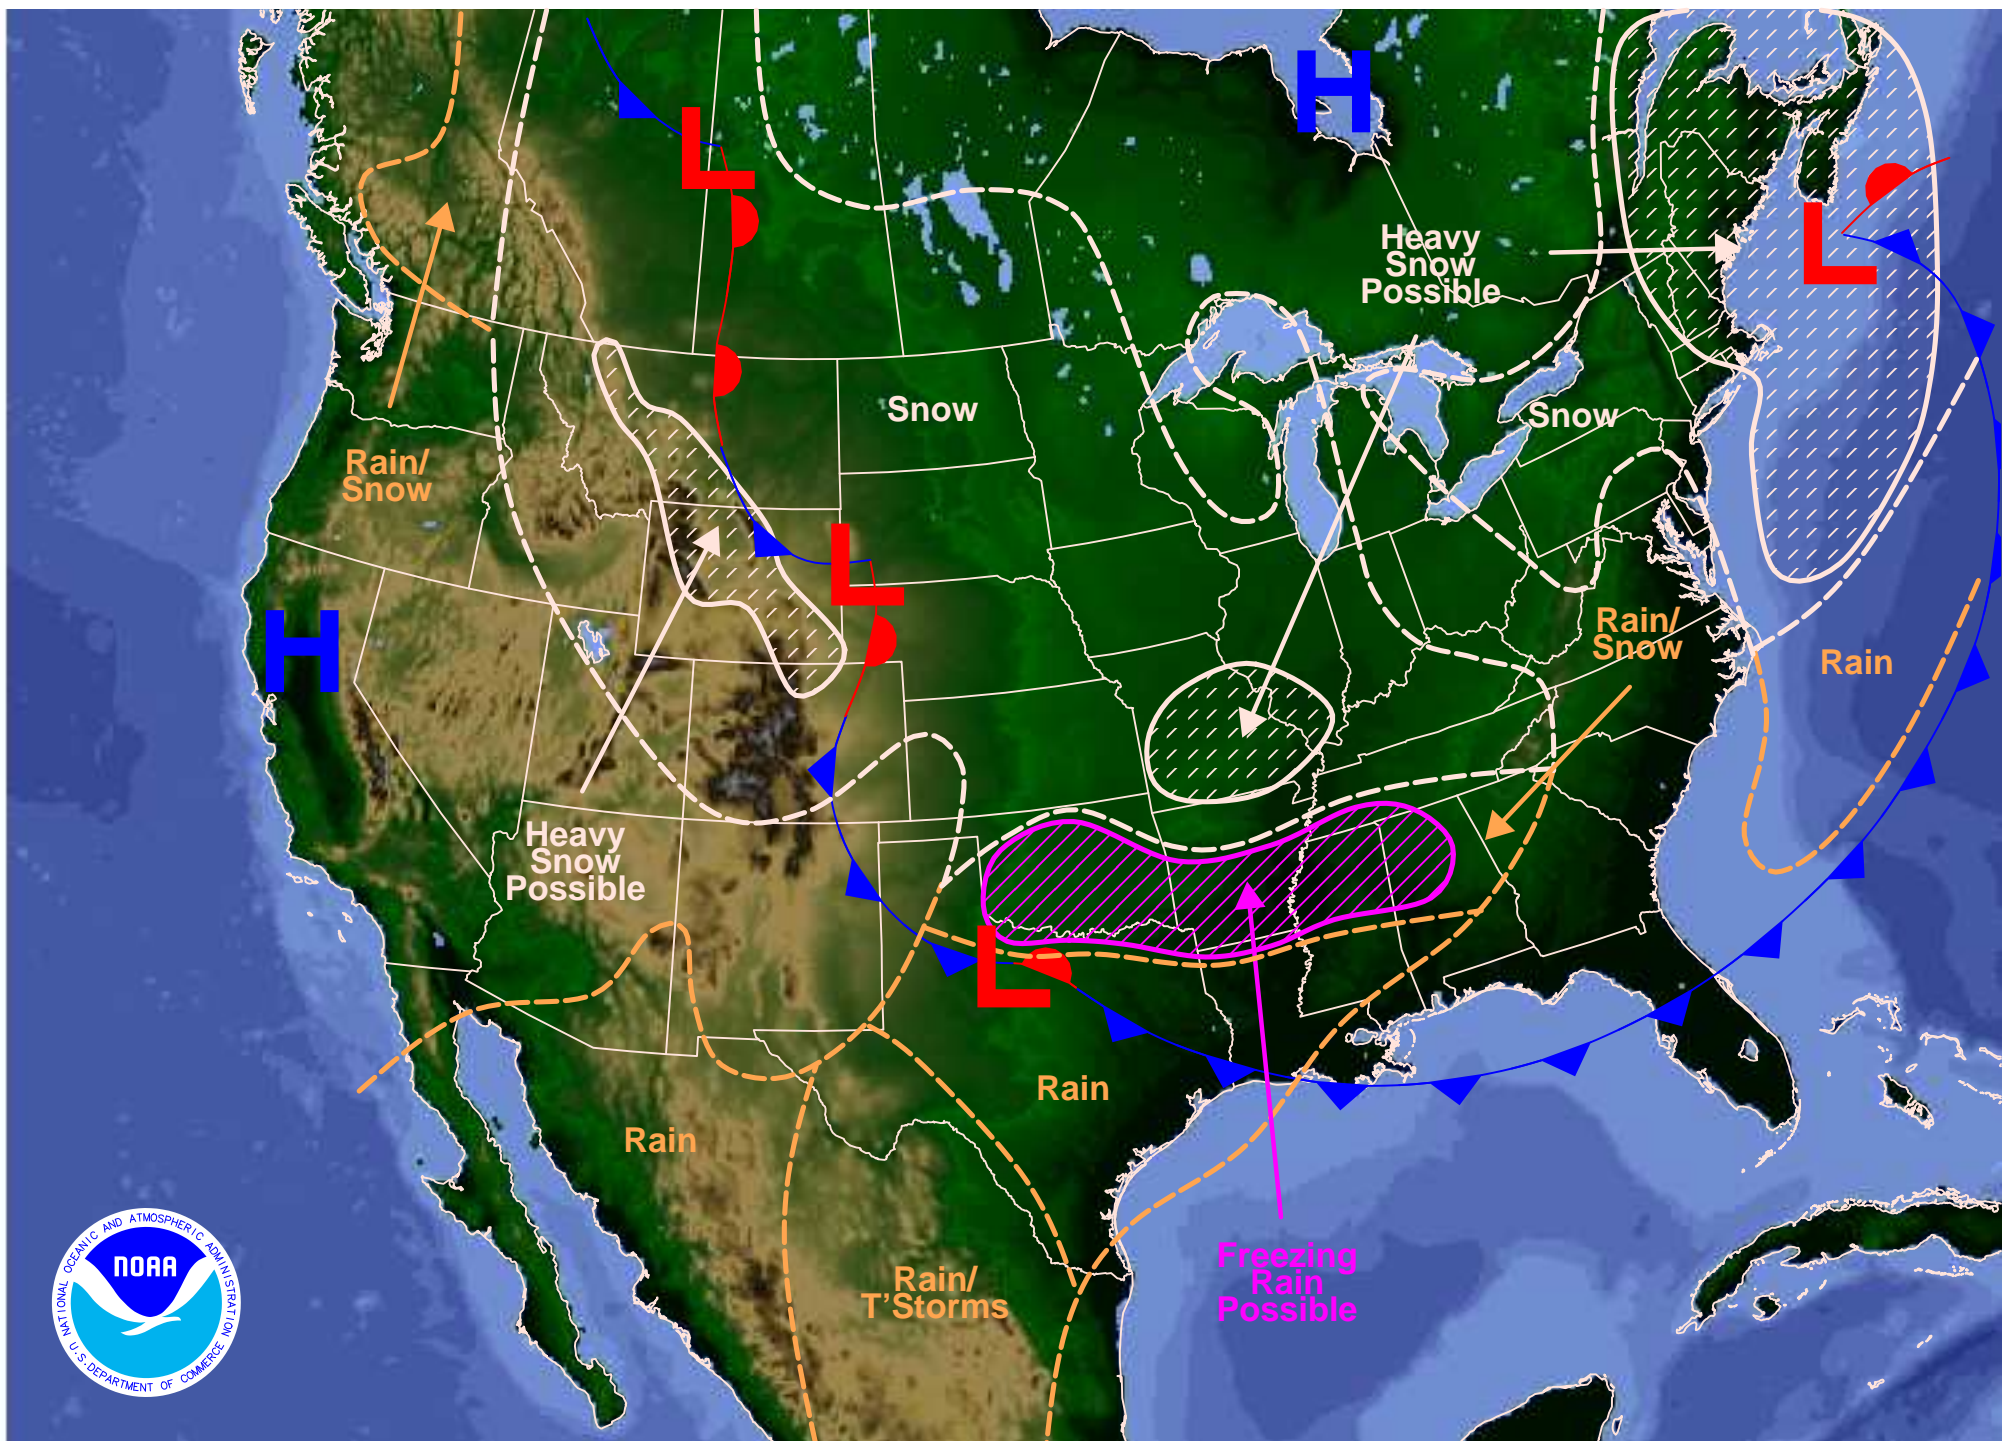 H
L
Heavy
Snow
Possible
L
Snow
Snow
Rain/
Snow
L
H
Rain/
Snow
Rain
Heavy
Snow
Possible
L
Rain
Rain
Freezing
Rain
Possible
Rain/
T'Storms
NATIONAL OCEANIC AND ATMOSPHERIC ADMINISTRATION
NOAA
U.S. DEPARTMENT OF COMMERCE